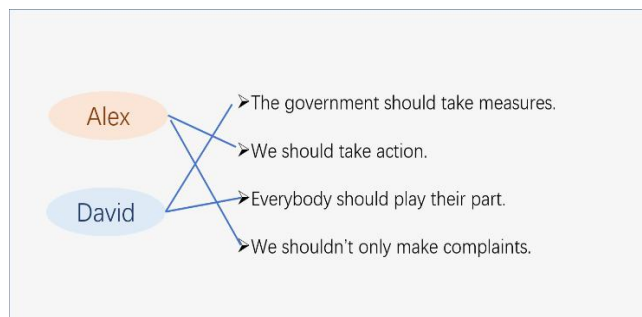 Alex
David
➢The government should take measures.
➢We should take action.
➢Everybody should play their part.
➢We shouldn't only make complaints.